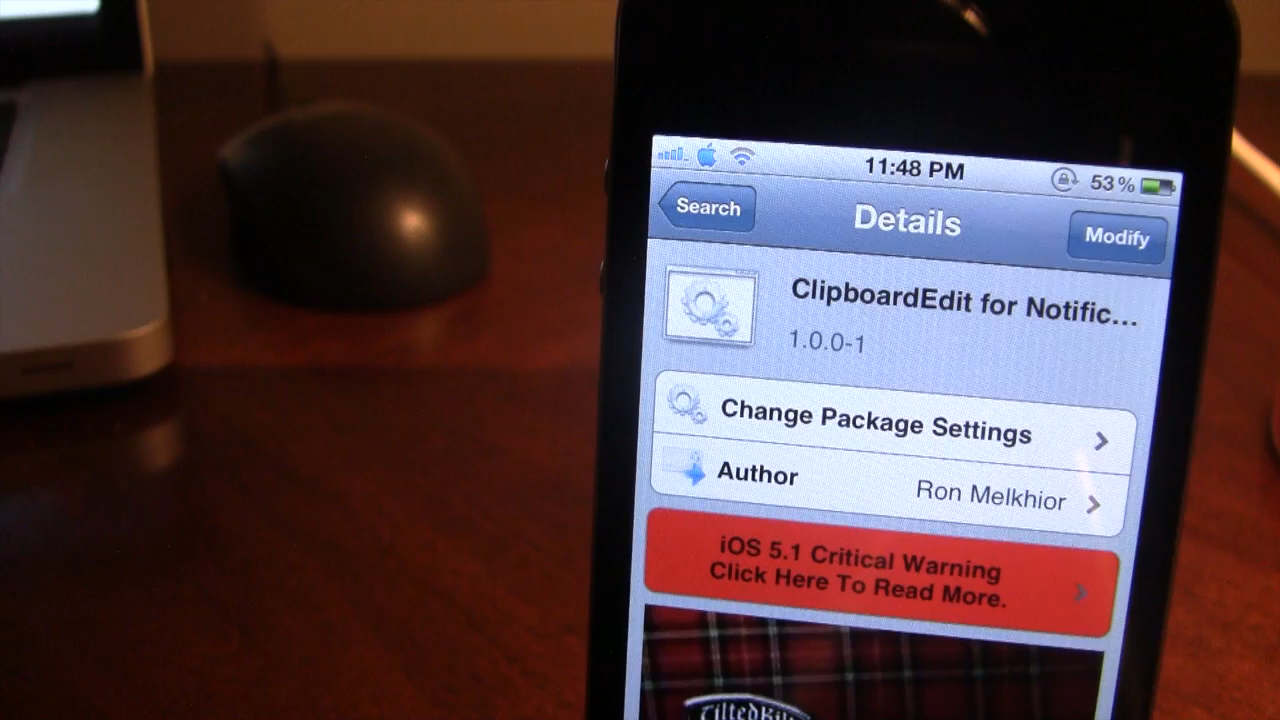 11:48 PM
53%
Search
Details
Modify
ClipboardEdit for Notific...
1.0.0-1
Change Package Settings
Author
Ron Melkhior
iOS 5.1 Critical Warning
Click Here To Read More.